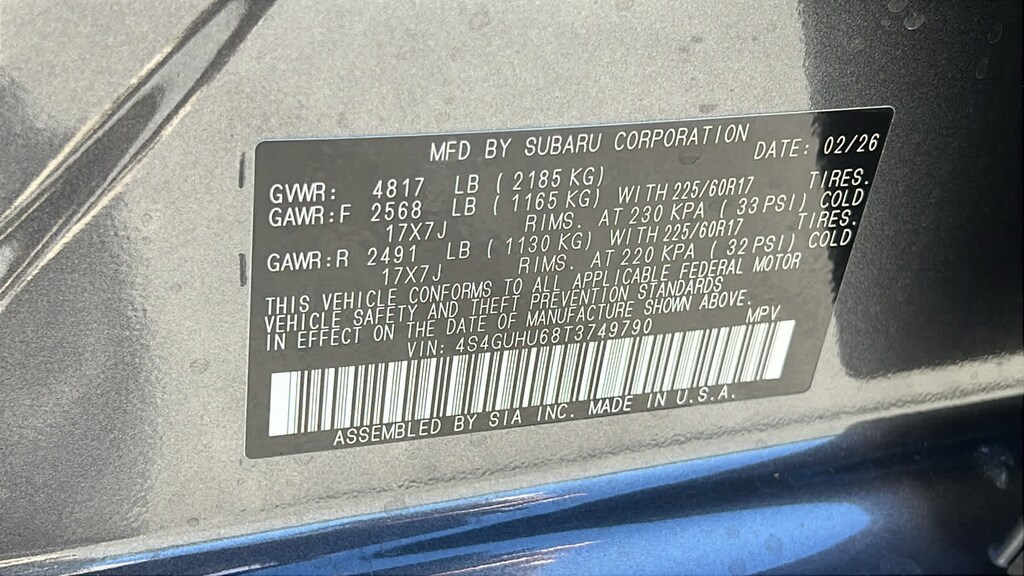 MFD BY SUBARU CORPORATION DATE: 02/26
GVWR: 4817 LB ( 2185 KG)
GAWR:F 2568 LB ( 1165 KG) WITH 225/60R17 TIRES.
17X7J RIMS. AT 230 KPA ( 33 PSI) COLD
GAWR:R 2491 LB ( 1130 KG) WITH 225/60R17 TIRES.
17X7J RIMS. AT 220 KPA ( 32 PSI) COLD
THIS VEHICLE CONFORMS TO ALL APPLICABLE FEDERAL MOTOR
VEHICLE SAFETY AND THEFT PREVENTION STANDARDS
IN EFFECT ON THE DATE OF MANUFACTURE SHOWN ABOVE.
VIN: 4S4GUHU68T3749790 MPV
ASSEMBLED BY SIA INC. MADE IN U.S.A.